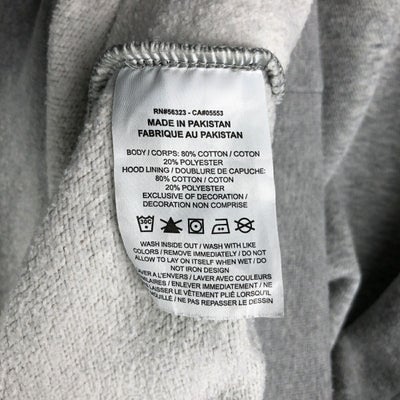 RN#56323 - CA#05553
MADE IN PAKISTAN
FABRIQUE AU PAKISTAN
BODY / CORPS: 80% COTTON / COTON
20% POLYESTER
HOOD LINING / DOUBLURE DE CAPUCHE:
80% COTTON / COTON
20% POLYESTER
EXCLUSIVE OF DECORATION /
DECORATION NON COMPRISE
30C
WASH INSIDE OUT / WASH WITH LIKE
COLORS / REMOVE IMMEDIATELY / DO NOT
ALLOW TO LAY ON ITSELF WHEN WET / DO
NOT IRON DESIGN
LAVER A L'ENVERS / LAVER AVEC COULEURS
ENLEVER IMMEDIATEMENT / NE
LAISSER LE VÊTEMENT PLIÉ LORSQU'IL
MOUILLÉ / NE PAS REPASSER LE DESSIN